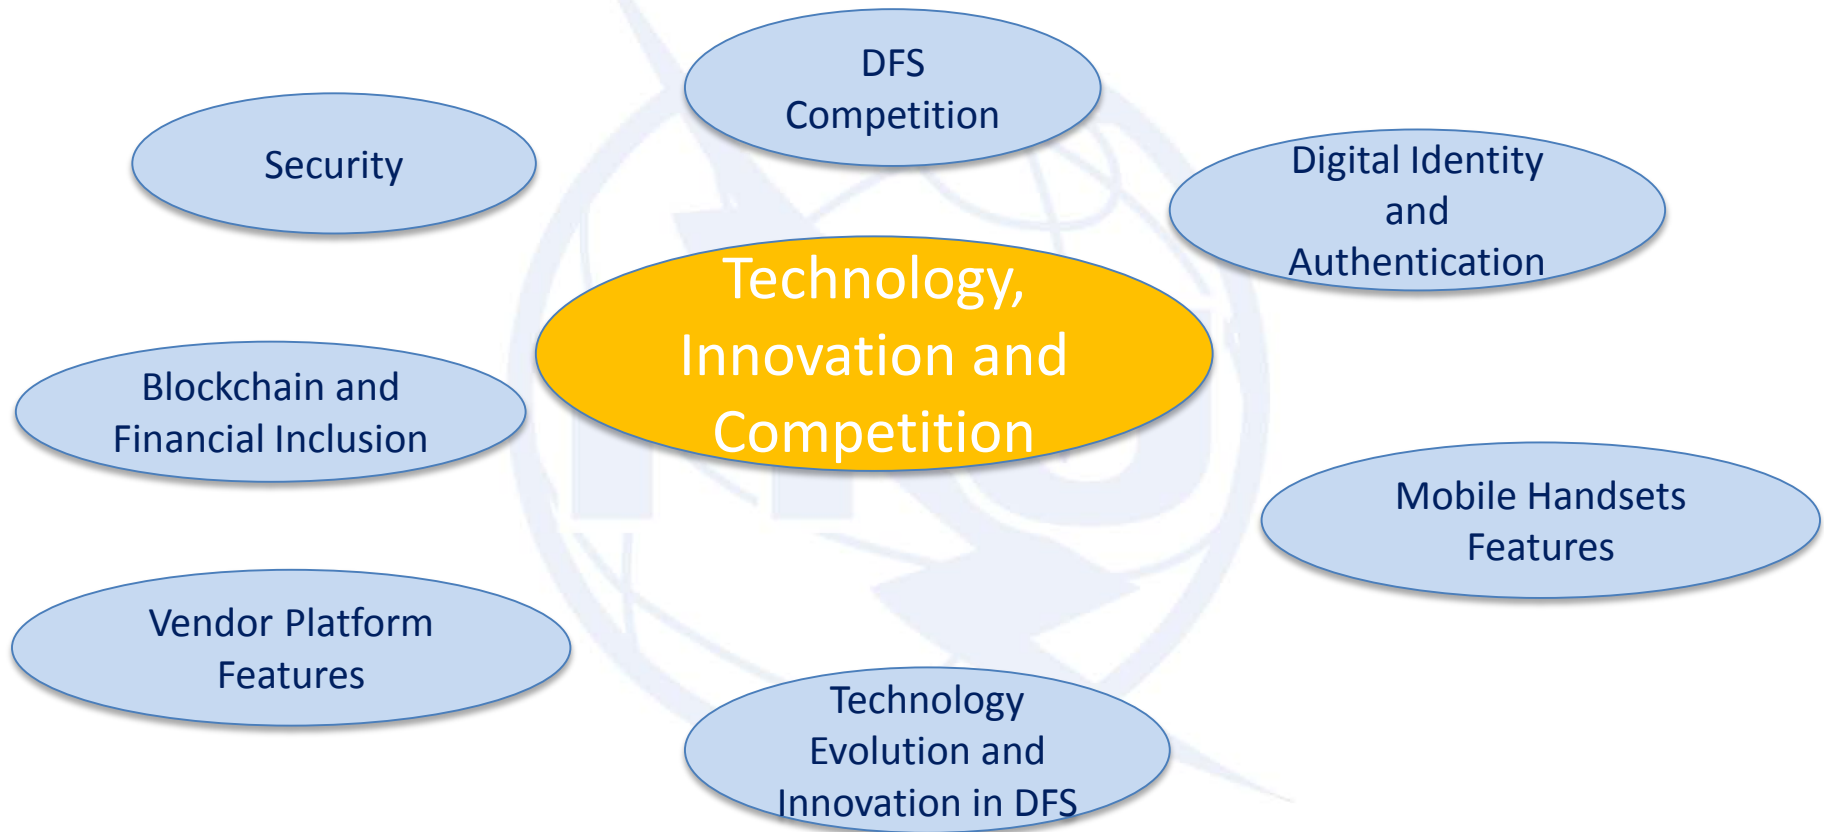 DFS
Competition
Security
Digital Identity
and
Authentication
Technology,
Innovation and
Competition
Blockchain and
Financial Inclusion
Mobile Handsets
Features
Vendor Platform
Features
Technology
Evolution and
Innovation in DFS